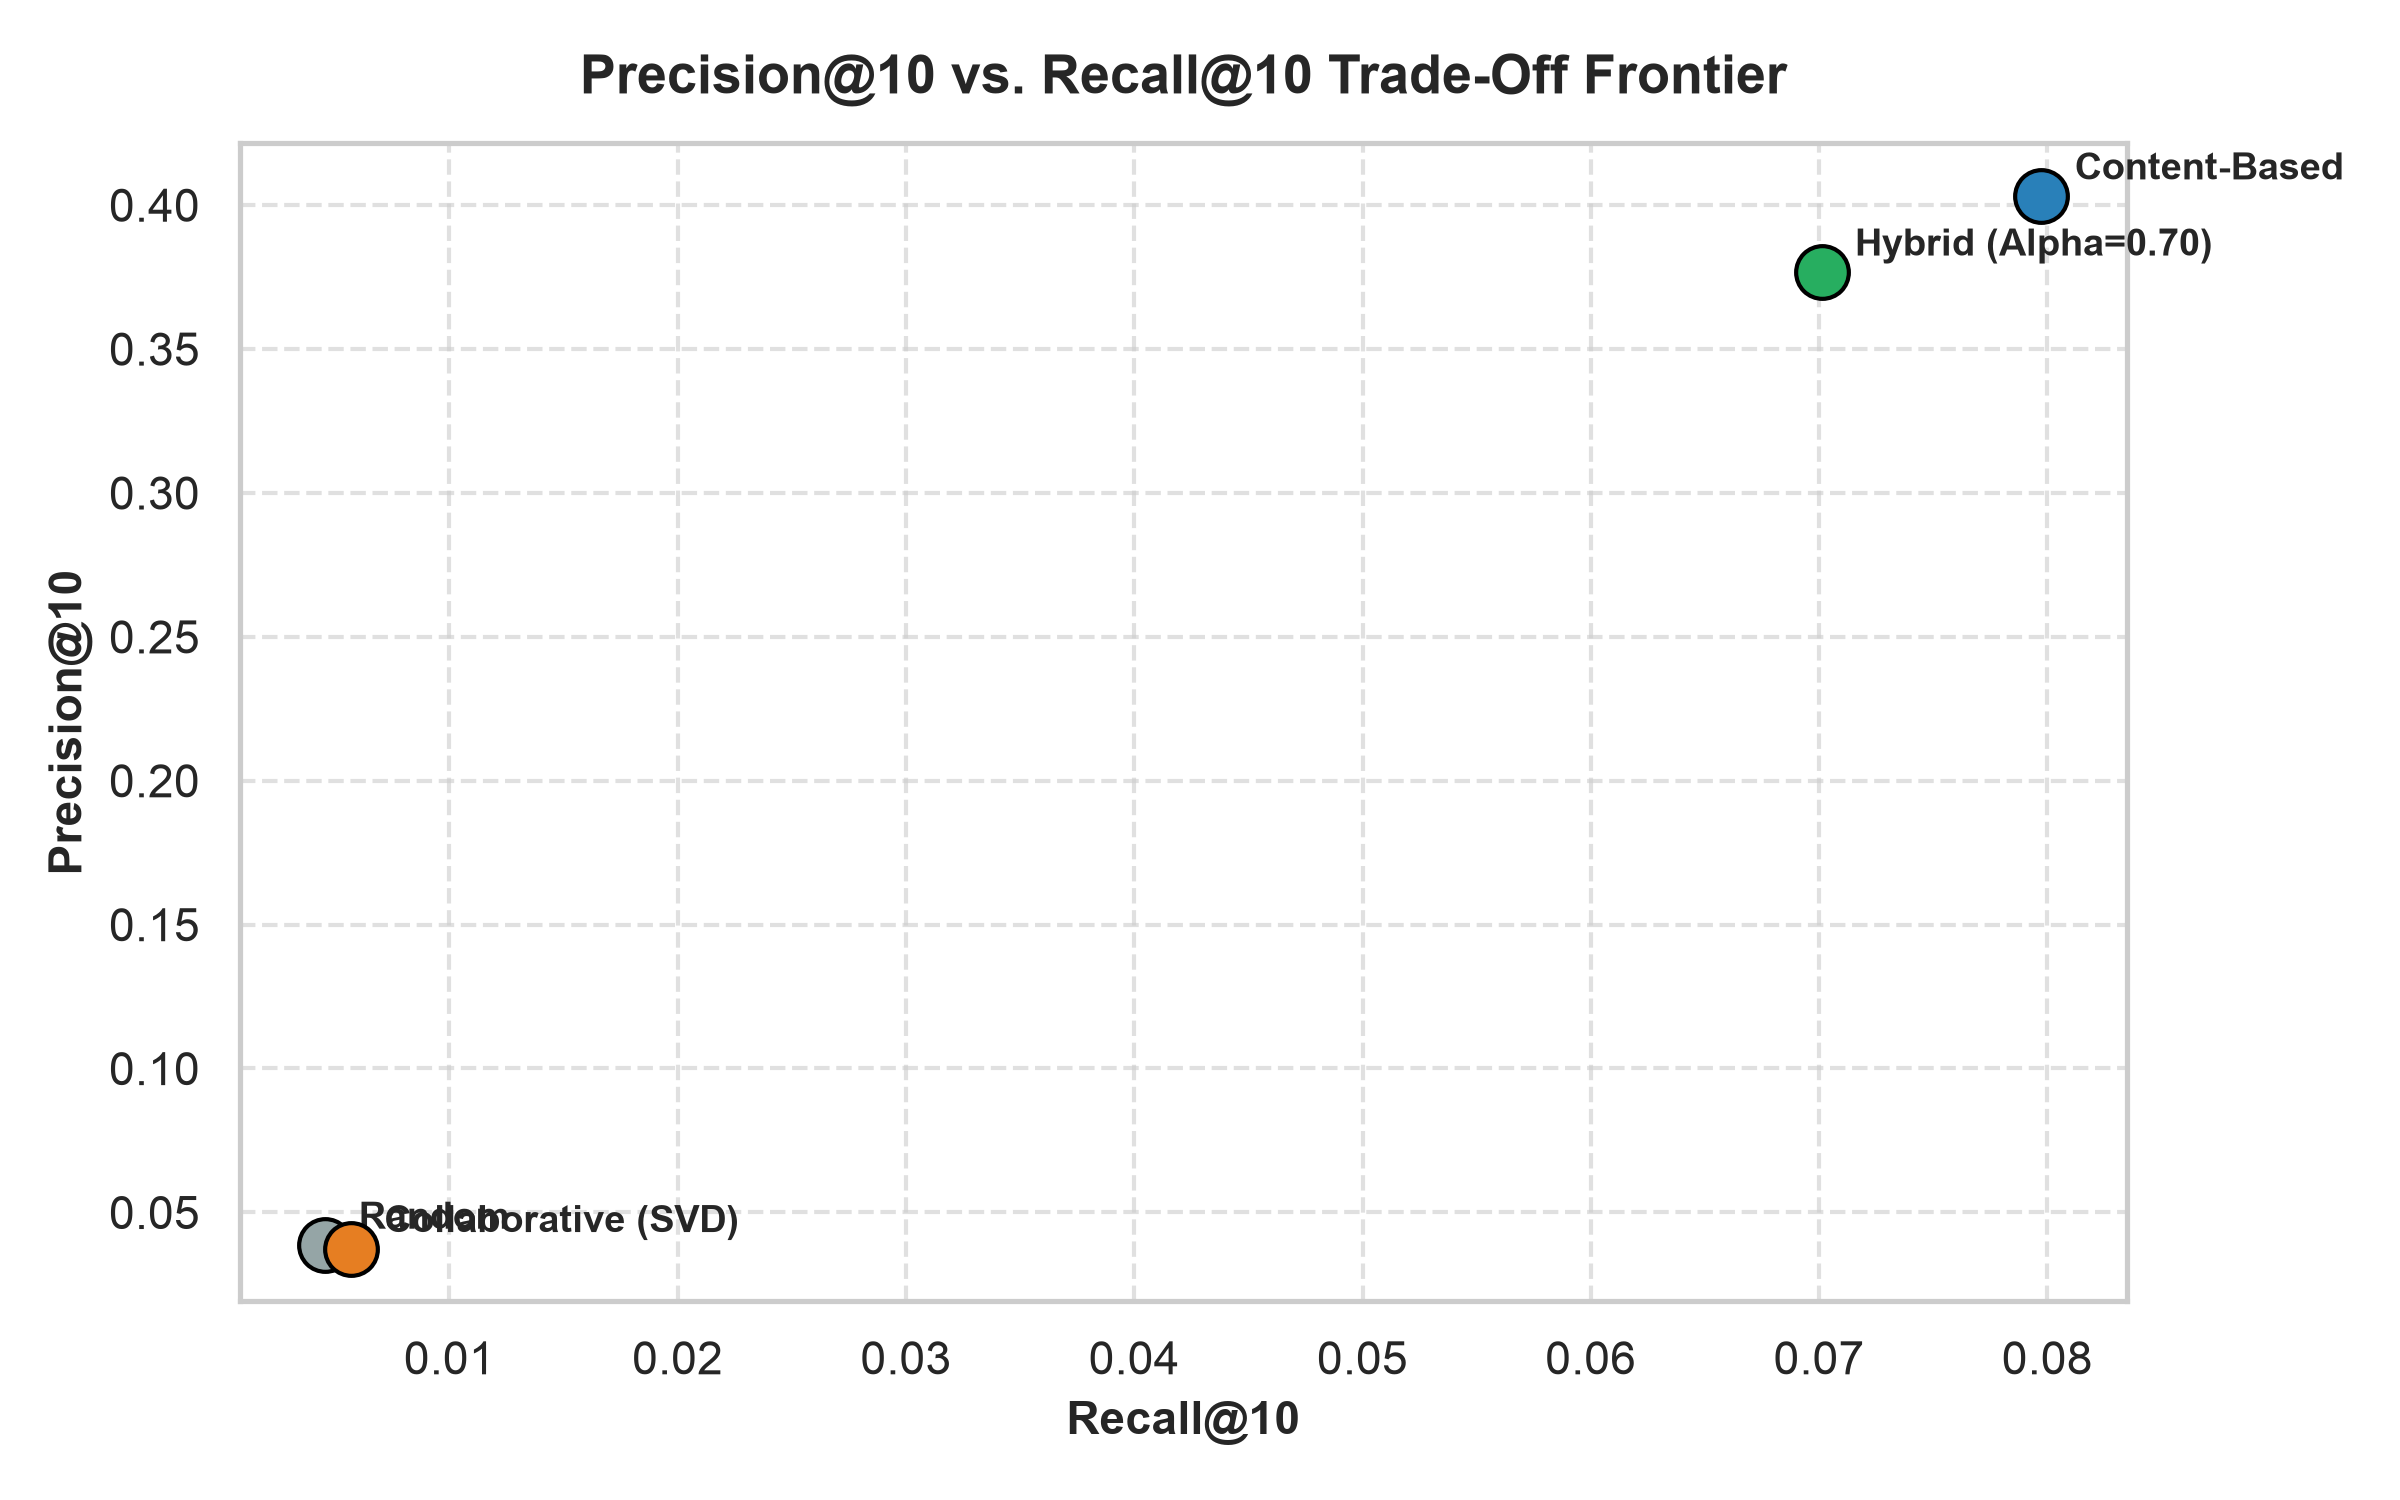 Precision@10 vs. Recall@10 Trade-Off Frontier
Content-Based
Hybrid (Alpha=0.70)
0.40
0.35
0.30
0.25
0.20
0.15
0.10
0.05
Precision@10
Random
Collaborative (SVD)
0.01 0.02 0.03 0.04 0.05 0.06 0.07 0.08
Recall@10